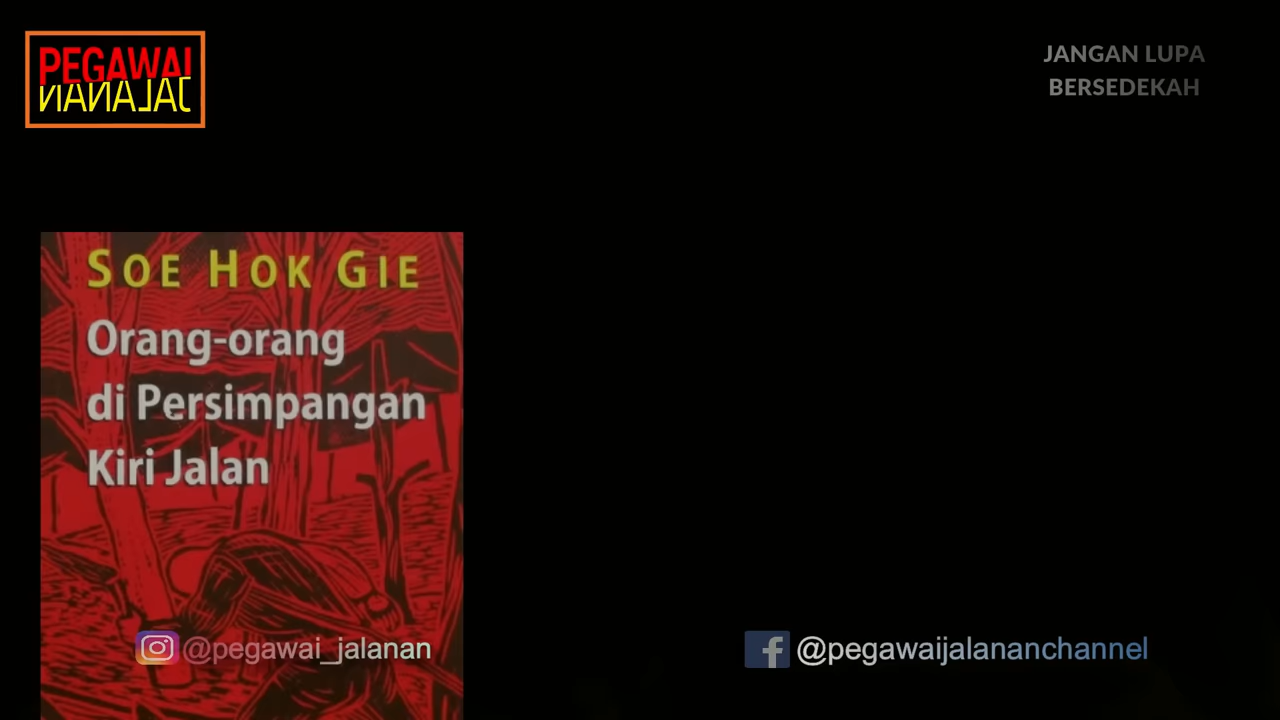 PEGAWAI
JALANAN
JANGAN LUPA
BERSEDEKAH
SOE HOK GIE
Orang-orang
di Persimpangan
Kiri Jalan
@pegawai_jalanan
@pegawaijalananchannel